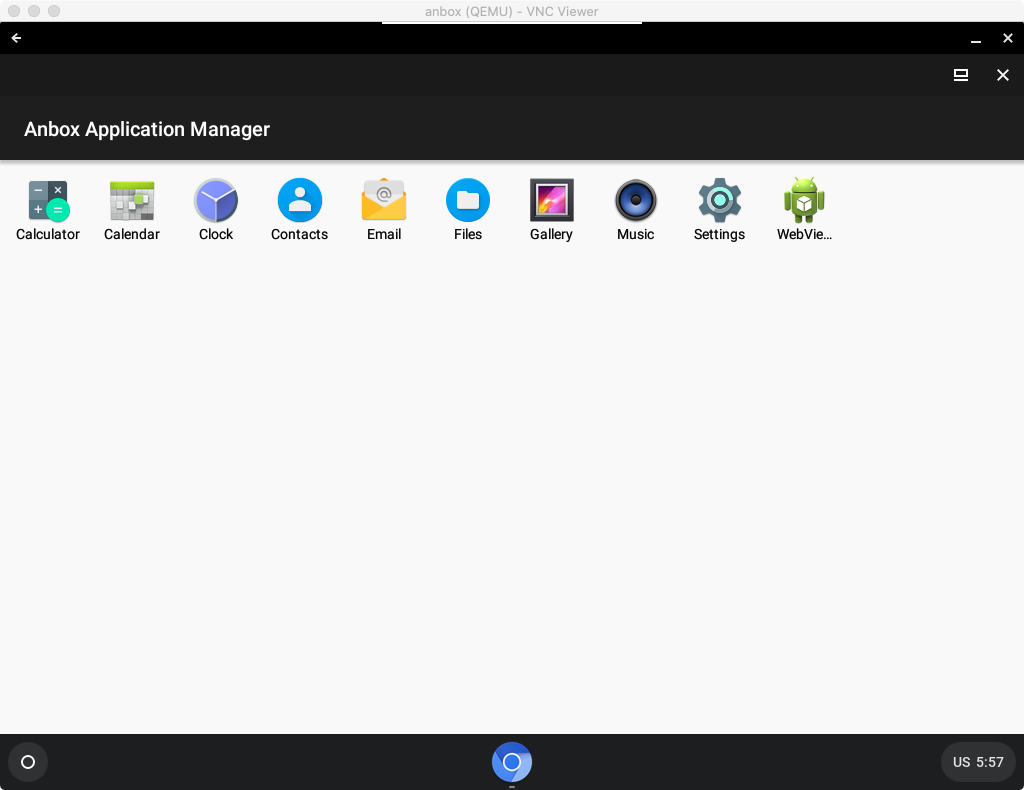 anbox (QEMU) - VNC Viewer
Anbox Application Manager
Calculator
Calendar
Clock
Contacts
Email
Files
Gallery
Music
Settings
WebVie...
US 5:57